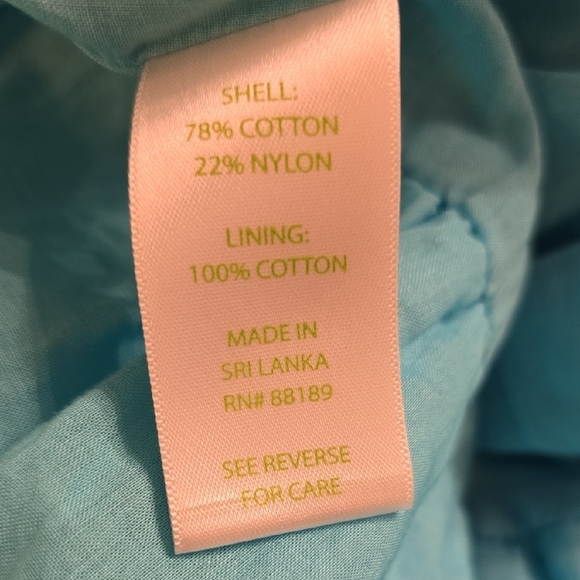 SHELL:
78% COTTON
22% NYLON
LINING:
100% COTTON
MADE IN
SRI LANKA
RN# 88189
SEE REVERSE
FOR CARE